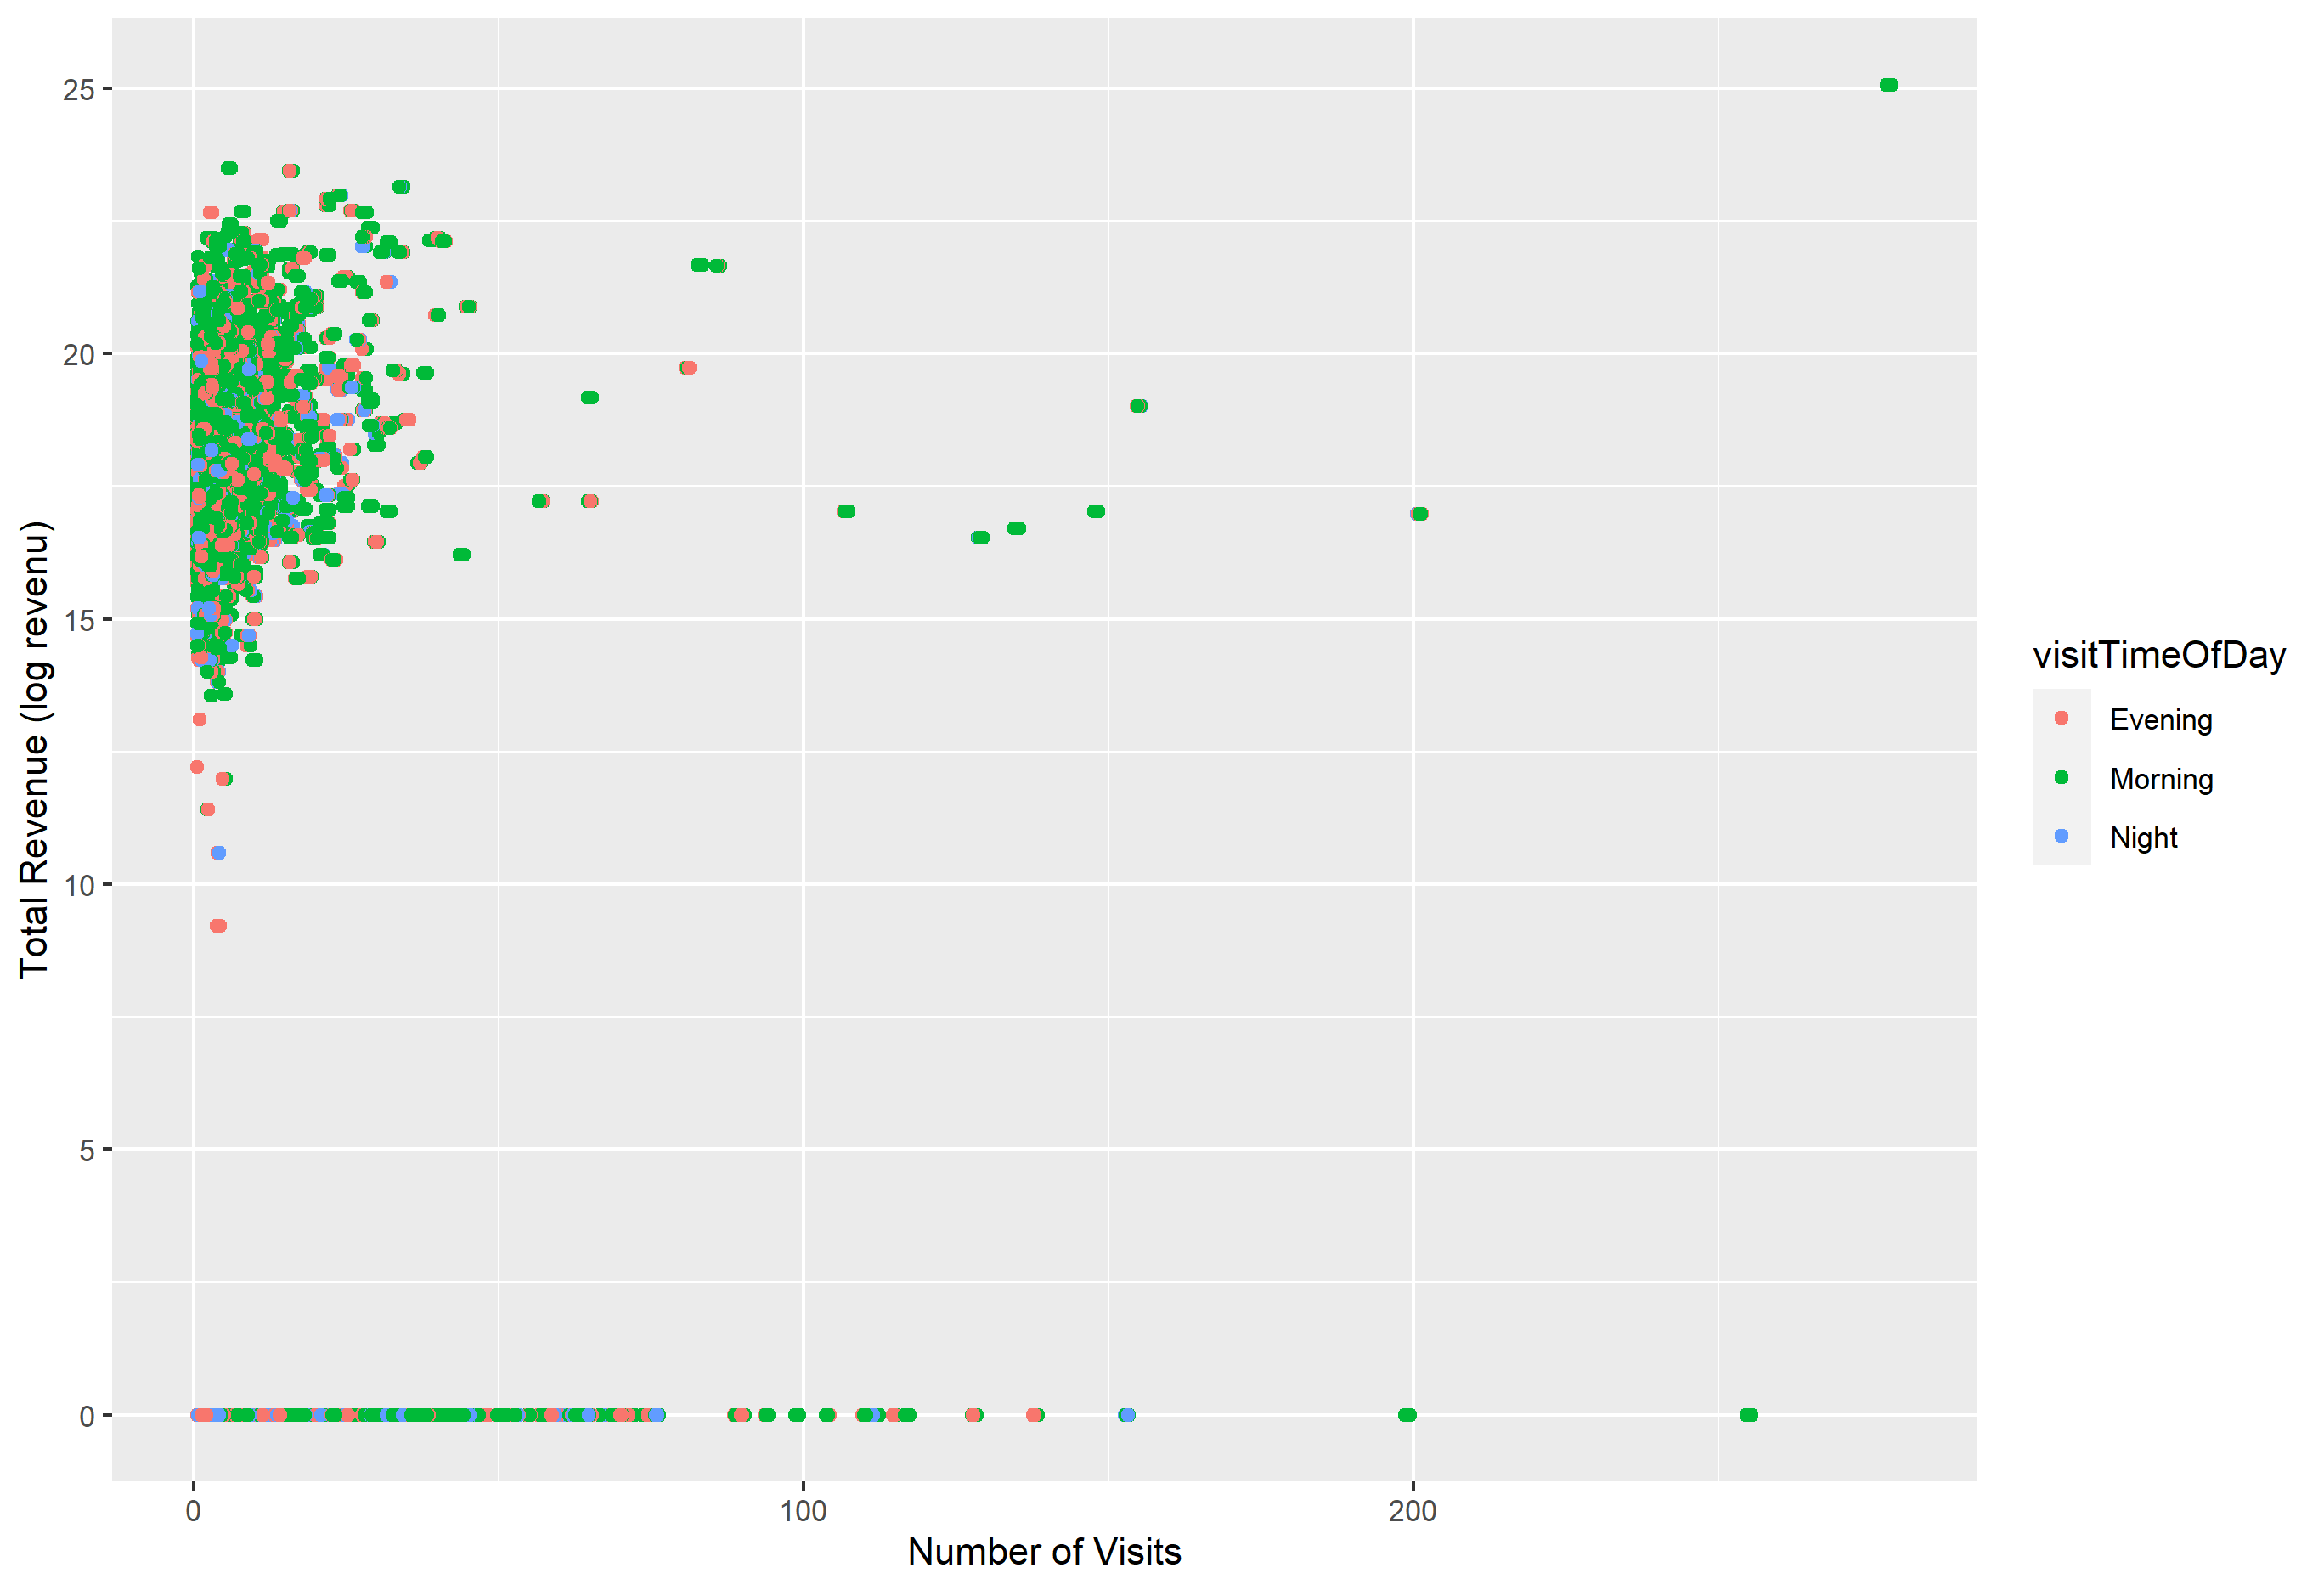 Total Revenue (log revenu)
25
20
15
10
5
0
0
100
200
Number of Visits
visitTimeOfDay
Evening
Morning
Night